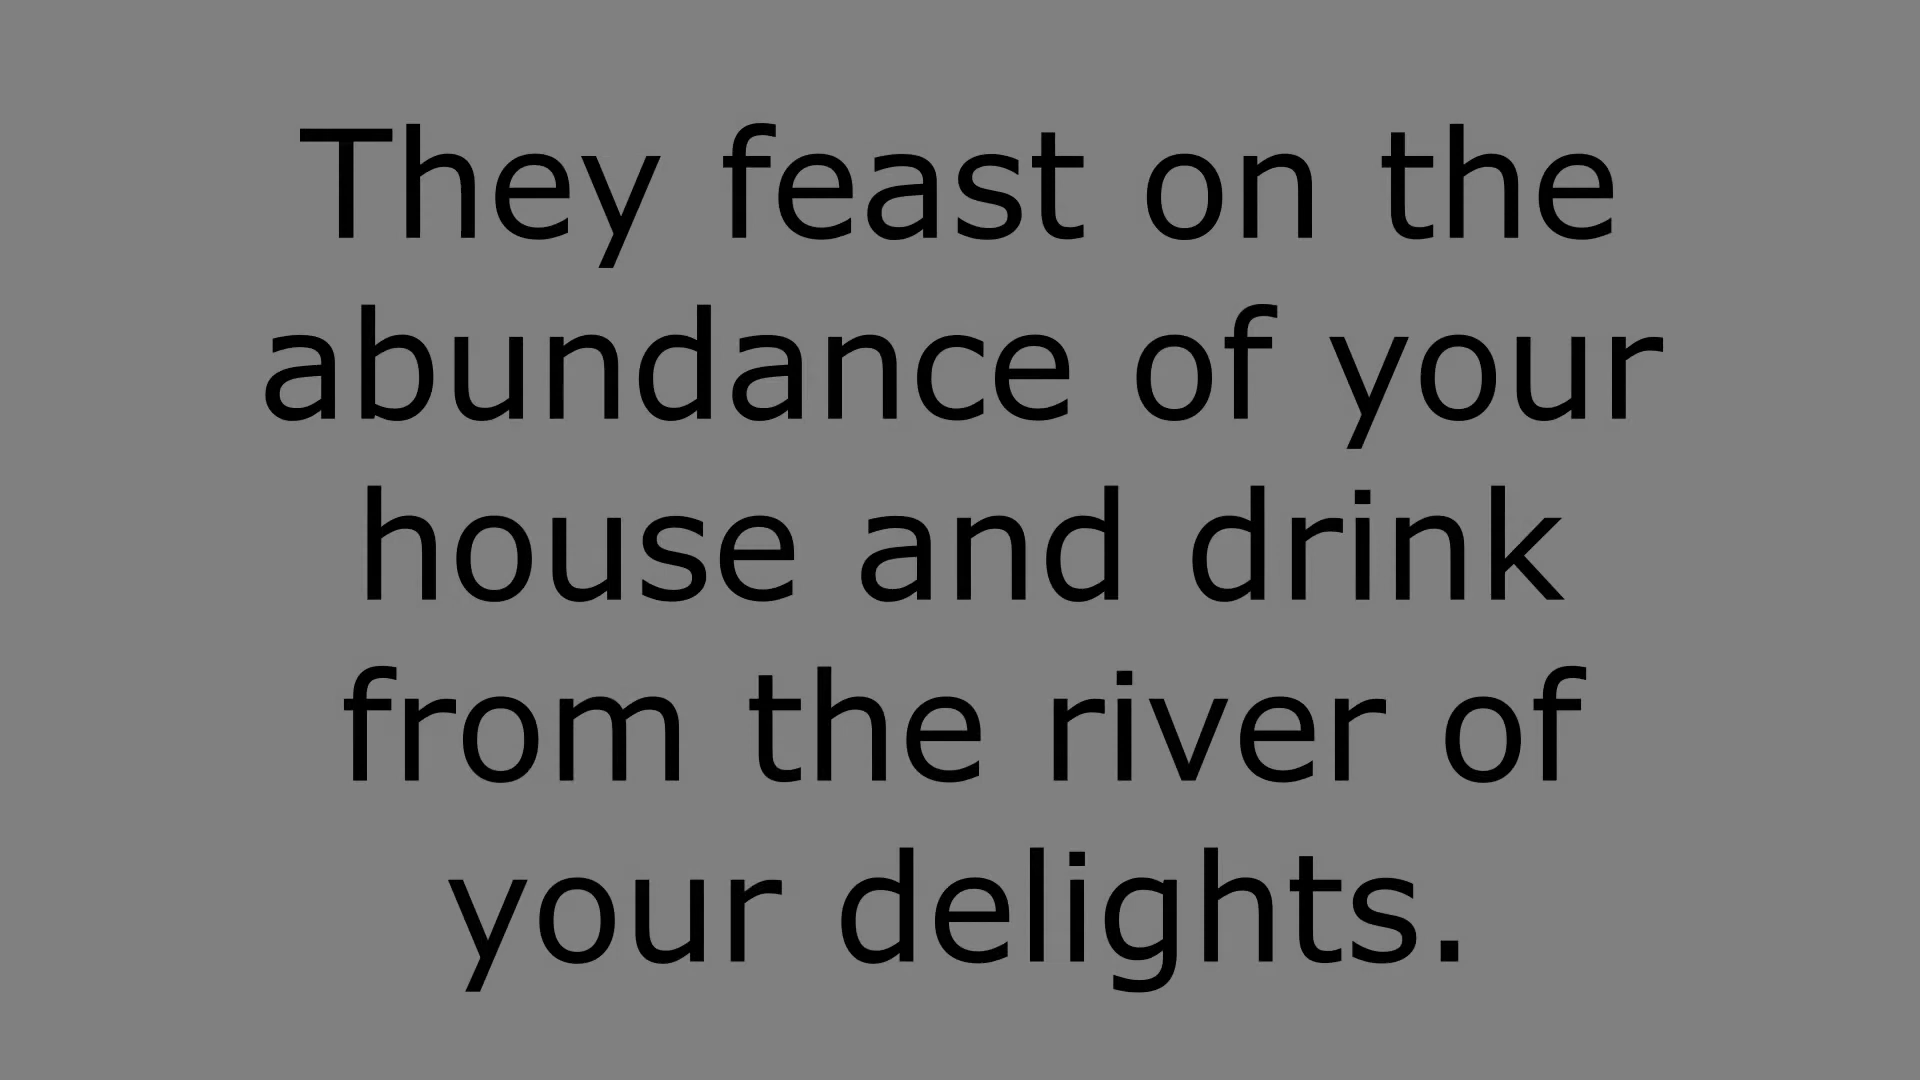 They feast on the
abundance of your
house and drink
from the river of
your delights.